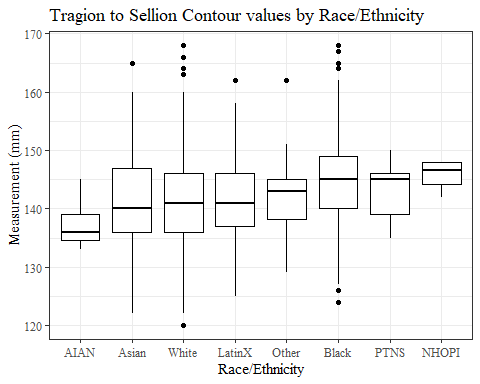 Tragion to Sellion Contour values by Race/Ethnicity
Measurement (mm)
170
160
150
140
130
120
AIAN Asian White LatinX Other Black PTNS NHOPI
Race/Ethnicity